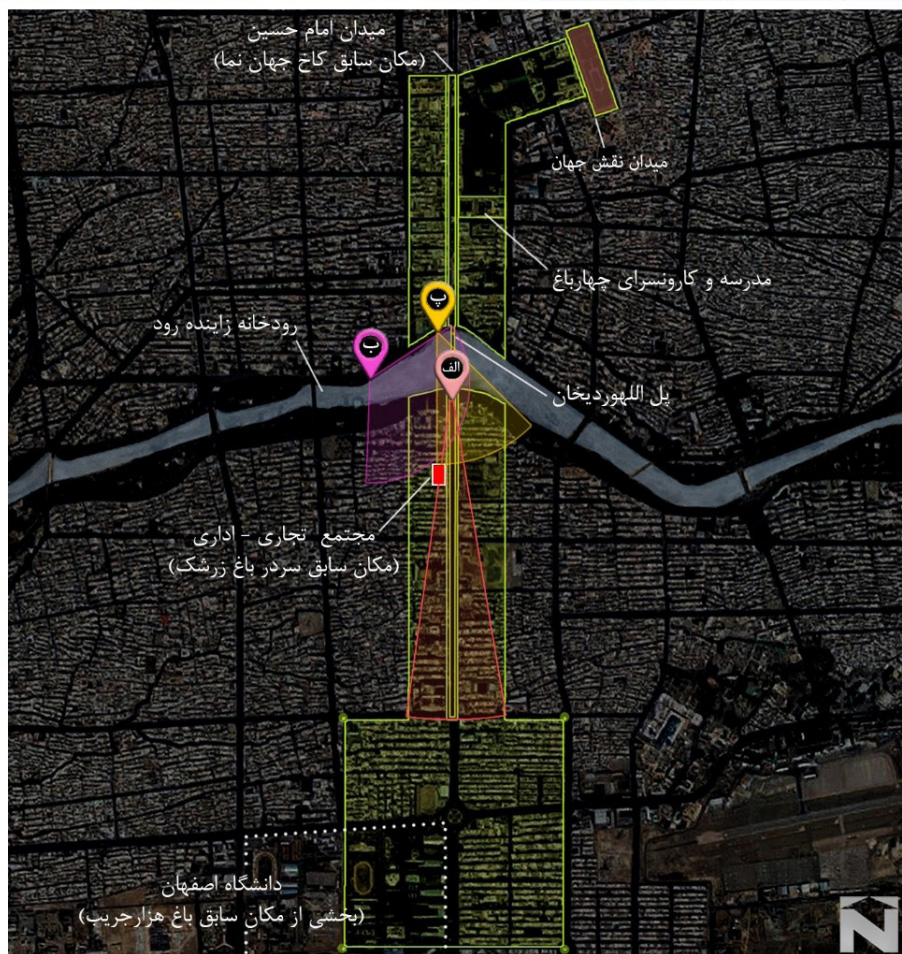 میدان امام حسین
(مکان سابق کاخ جهان نما)
میدان نقش جهان
مدرسه و کارونسرای چهارباغ
پ
رودخانه زاینده رود
ب
الف
پل اللهوردیخان
مجتمع تجاری - اداری
(مکان سابق سردر باغ زرشک)
دانشگاه اصفهان
(بخشی از مکان سابق باغ هزارجریب)
N